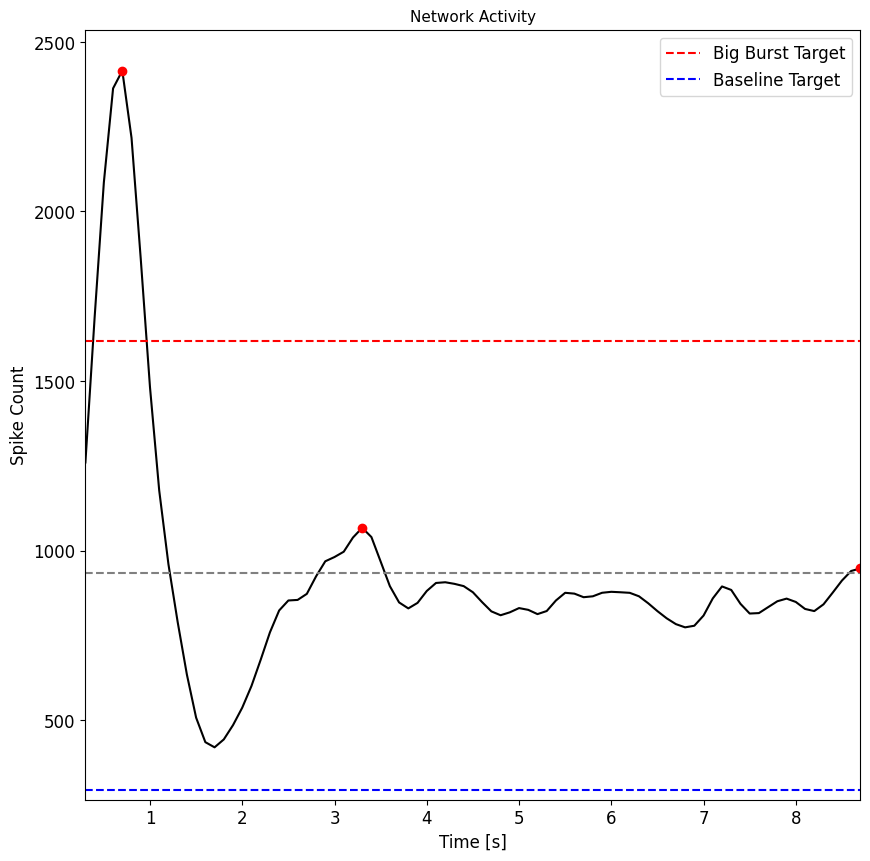 Network Activity
Big Burst Target
Baseline Target
2500
2000
1500
1000
500
Spike Count
1 2 3 4 5 6 7 8
Time [s]